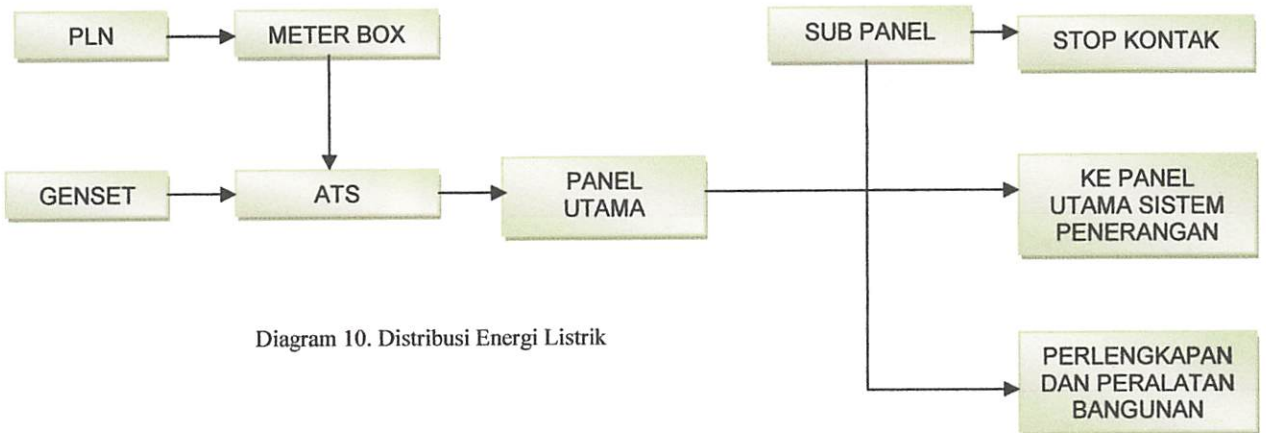 PLN
METER BOX
SUB PANEL
STOP KONTAK
GENSET
ATS
PANEL
UTAMA
KE PANEL
UTAMA SISTEM
PENERANGAN
Diagram 10. Distribusi Energi Listrik
PERLENGKAPAN
DAN PERALATAN
BANGUNAN